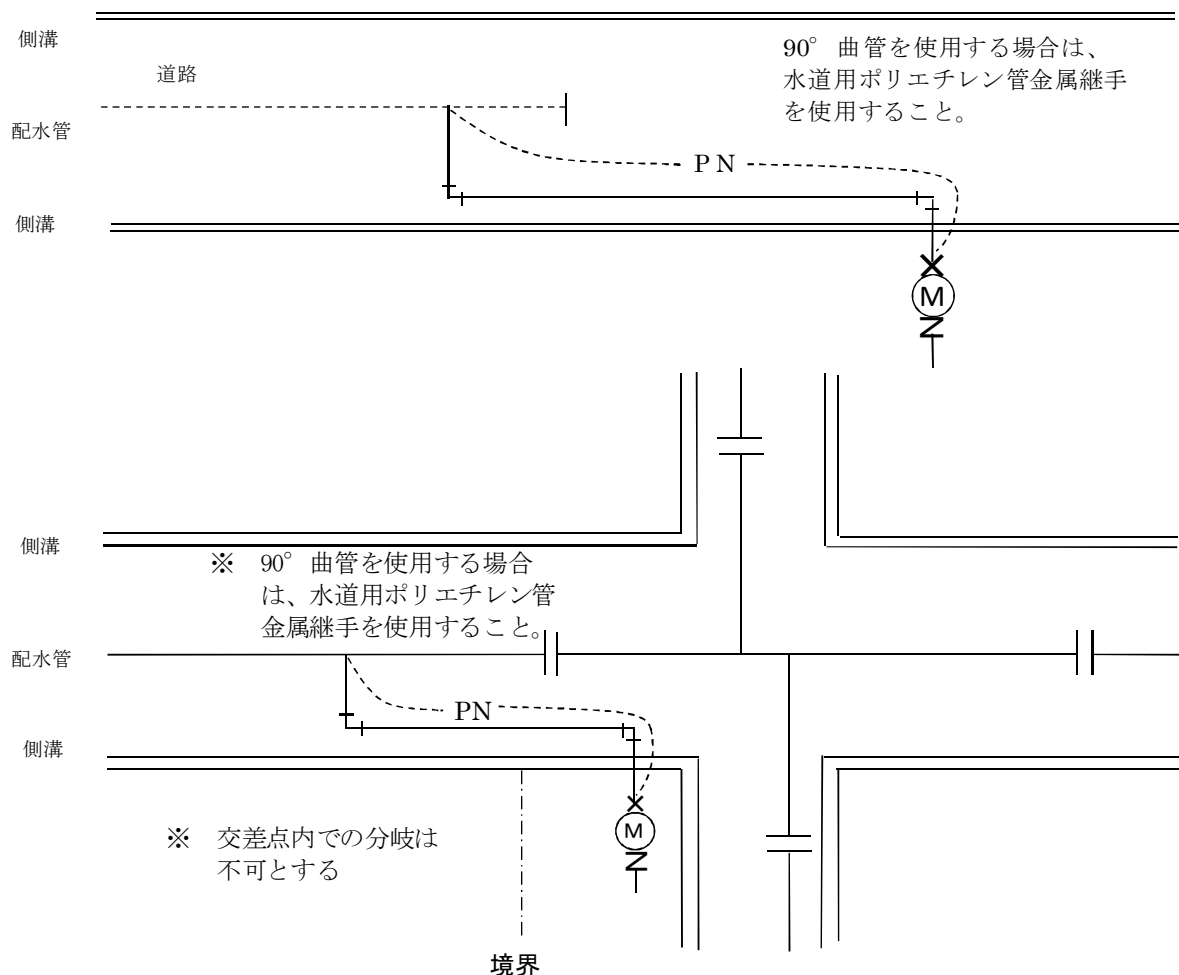 側溝
90° 曲管を使用する場合は、
水道用ポリエチレン管金属継手
を使用すること。
道路
配水管
PN
側溝
M
側溝
※ 90° 曲管を使用する場合
は、水道用ポリエチレン管
金属継手を使用すること。
配水管
PN
側溝
M
※ 交差点内での分岐は
不可とする
境界